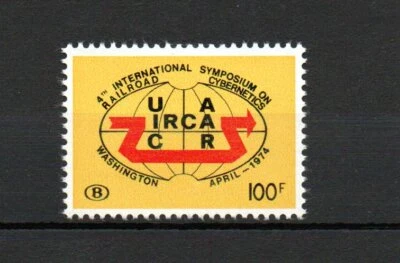 4TH INTERNATIONAL SYMPOSIUM ON
RAILROAD CYBERNETICS
U A
IRCA
C R
WASHINGTON APRIL-1974
B 100F